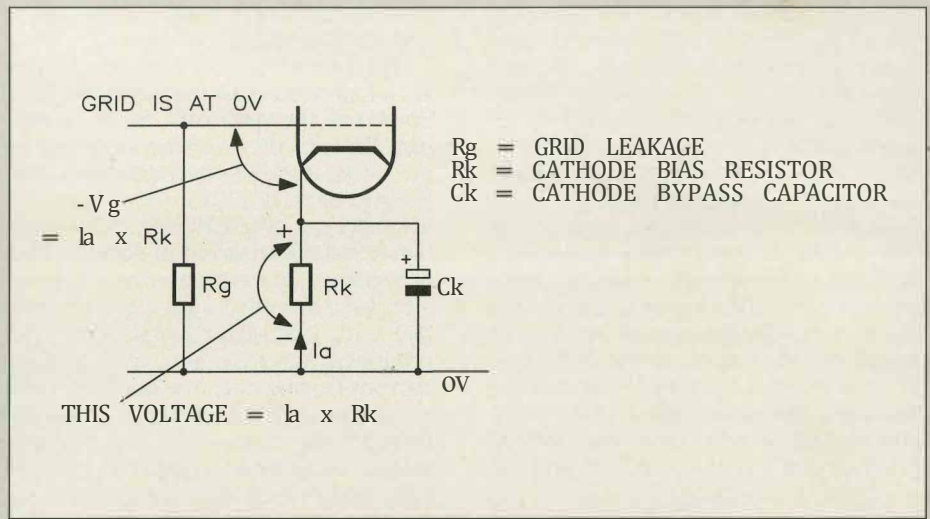 GRID IS AT 0V
Rg = GRID LEAKAGE
Rk = CATHODE BIAS RESISTOR
Ck = CATHODE BYPASS CAPACITOR
-Vg
= Ia x Rk
+
+
Rg
Rk
Ck
−
Ia
0V
THIS VOLTAGE = Ia x Rk